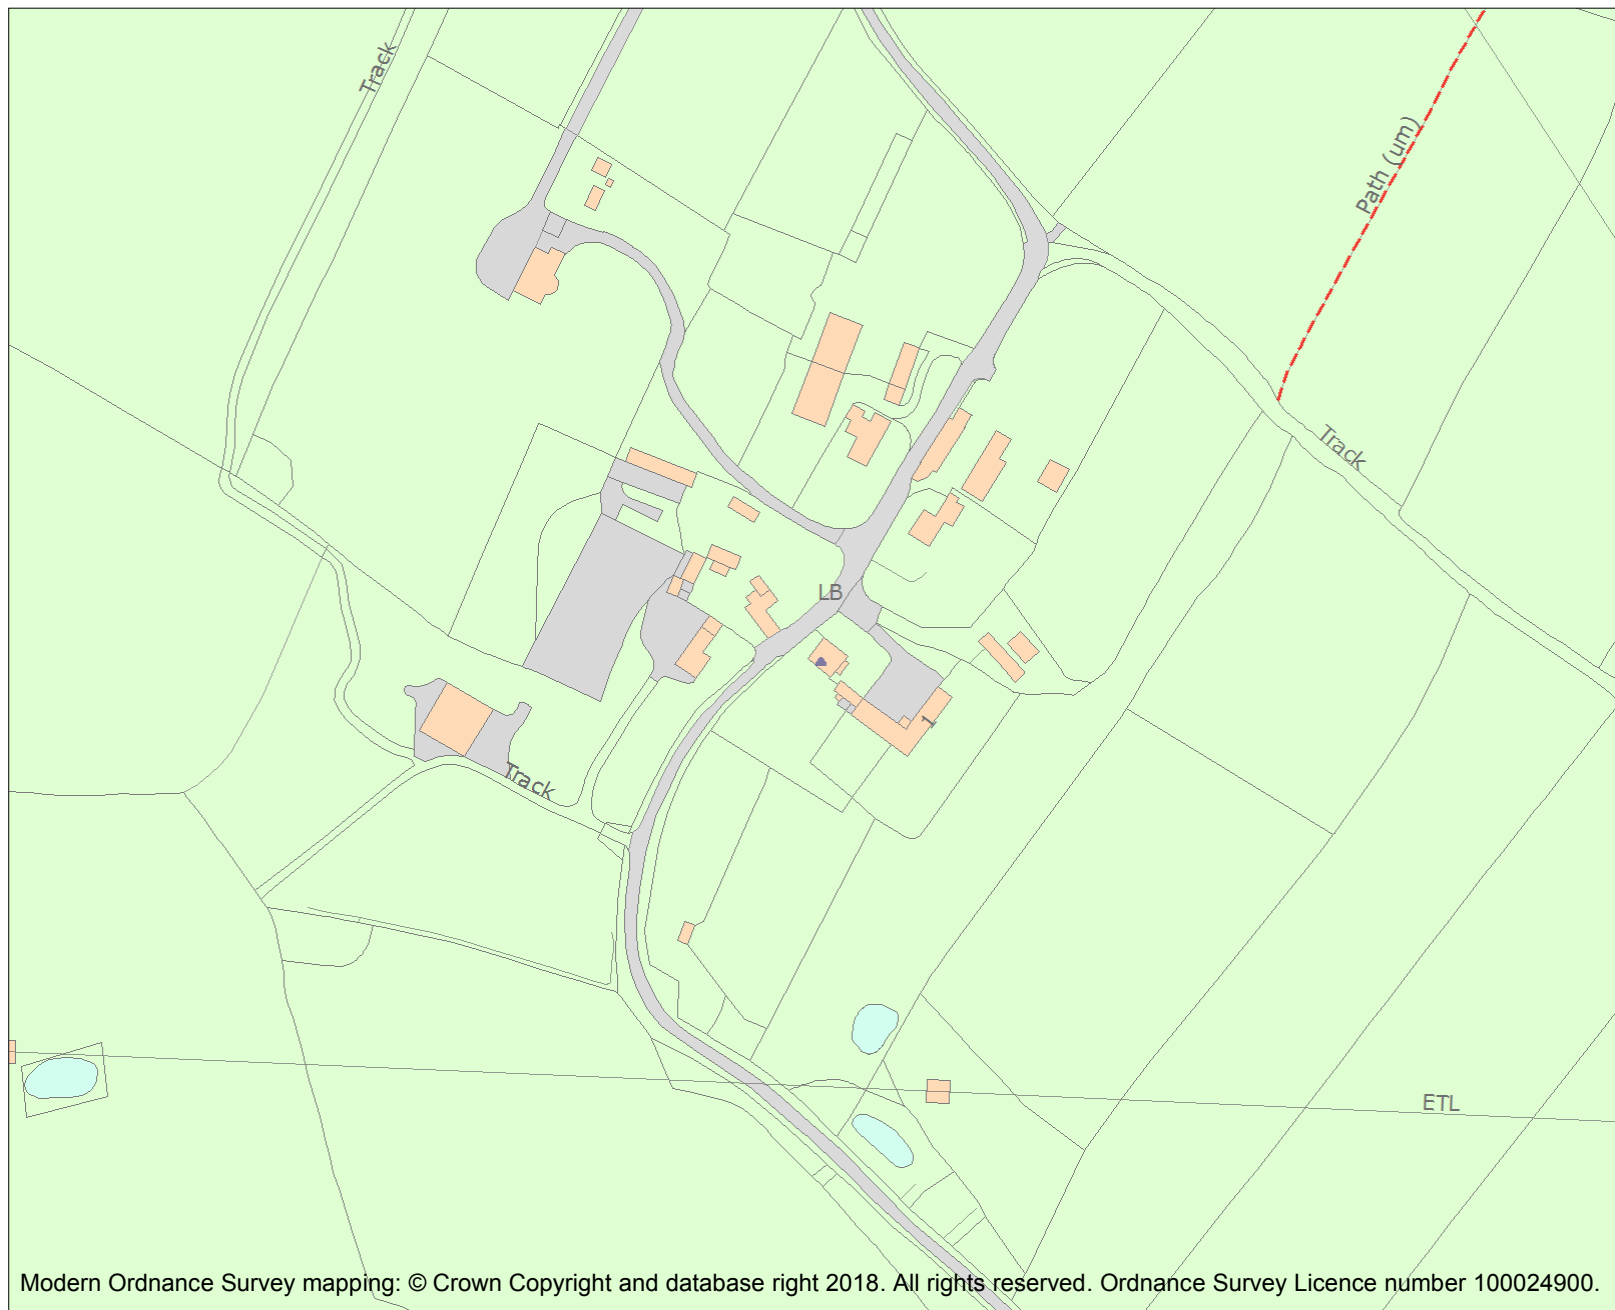 Track
Path (um)
Track
LB
1
Track
ETL
Modern Ordnance Survey mapping: © Crown Copyright and database right 2018. All rights reserved. Ordnance Survey Licence number 100024900.